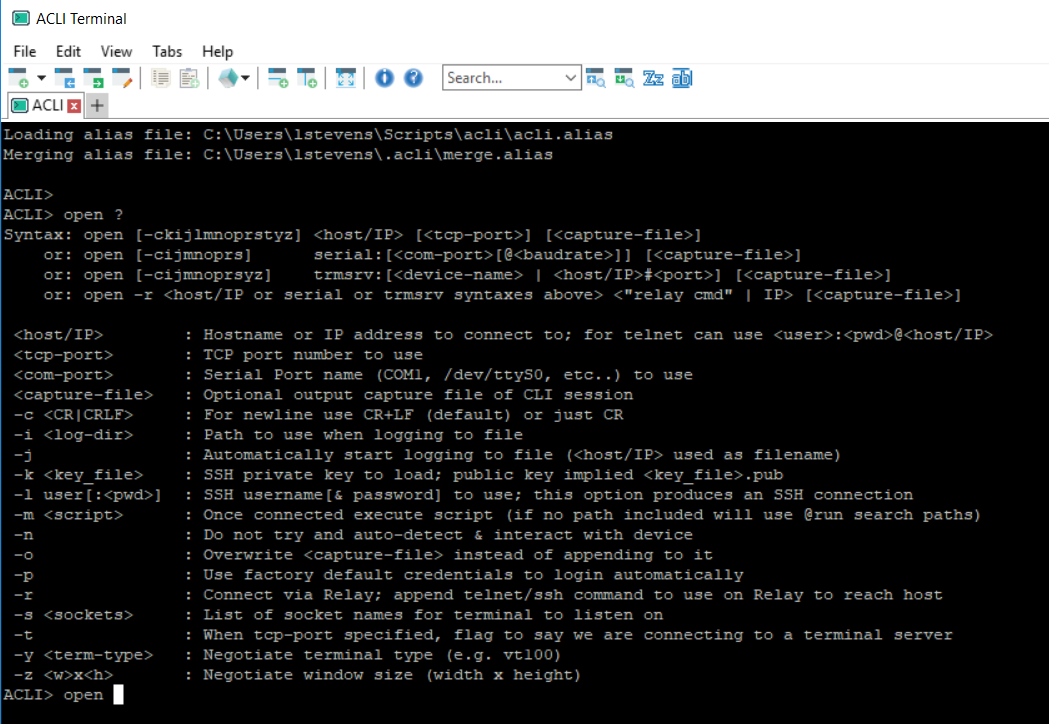 ACLI Terminal
File Edit View Tabs Help
Search...
ACLI
Loading alias file: C:\Users\lstevens\Scripts\acli\acli.alias
Merging alias file: C:\Users\lstevens\.acli\merge.alias
ACLI>
ACLI> open ?
Syntax: open [-ckijlmnoprstyz] <host/IP> [<tcp-port>] [<capture-file>]
or: open [-cijmnoprs] serial:[<com-port>[@<baudrate>]] [<capture-file>]
or: open [-cijmnoprsyz] trmsrv:[<device-name> | <host/IP>#<port>] [<capture-file>]
or: open -r <host/IP or serial or trmsrv syntaxes above> <"relay cmd" | IP> [<capture-file>]
<host/IP> : Hostname or IP address to connect to; for telnet can use <user>:<pwd>@<host/IP>
<tcp-port> : TCP port number to use
<com-port> : Serial Port name (COM1, /dev/ttyS0, etc..) to use
<capture-file> : Optional output capture file of CLI session
-c <CR|CRLF> : For newline use CR+LF (default) or just CR
-i <log-dir> : Path to use when logging to file
-j : Automatically start logging to file (<host/IP> used as filename)
-k <key_file> : SSH private key to load; public key implied <key_file>.pub
-l user[:<pwd>] : SSH username[& password] to use; this option produces an SSH connection
-m <script> : Once connected execute script (if no path included will use @run search paths)
-n : Do not try and auto-detect & interact with device
-o : Overwrite <capture-file> instead of appending to it
-p : Use factory default credentials to login automatically
-r : Connect via Relay; append telnet/ssh command to use on Relay to reach host
-s <sockets> : List of socket names for terminal to listen on
-t : When tcp-port specified, flag to say we are connecting to a terminal server
-y <term-type> : Negotiate terminal type (e.g. vt100)
-z <w>x<h> : Negotiate window size (width x height)
ACLI> open